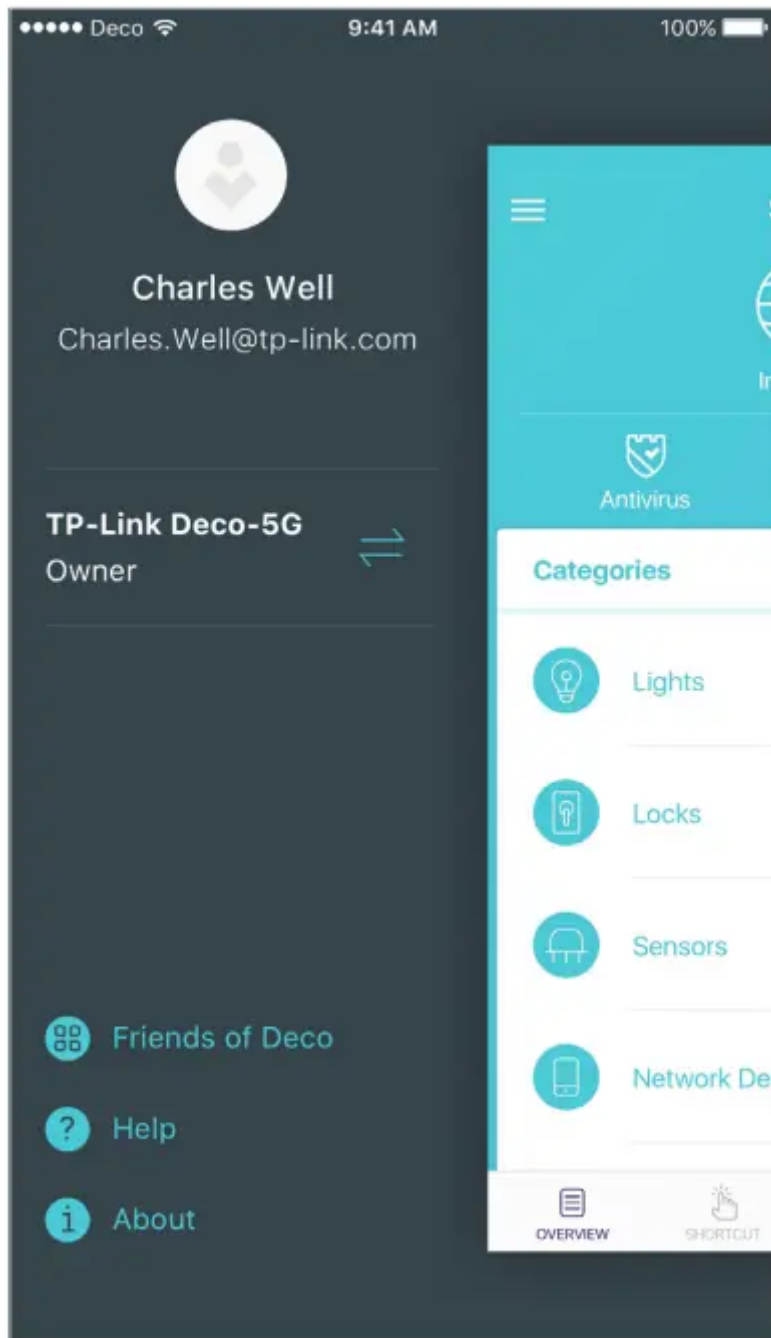 Deco
9:41 AM
100%
Charles Well
Charles.Well@tp-link.com
TP-Link Deco-5G
Owner
Friends of Deco
Help
About
Antivirus
Categories
Lights
Locks
Sensors
Network De
OVERVIEW
SHORTCUT